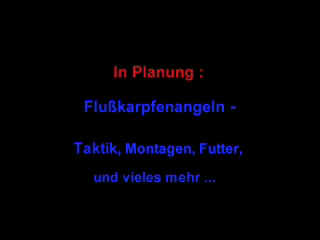 In Planung :
Flußkarpfenangeln -
Taktik, Montagen, Futter,
und vieles mehr ...